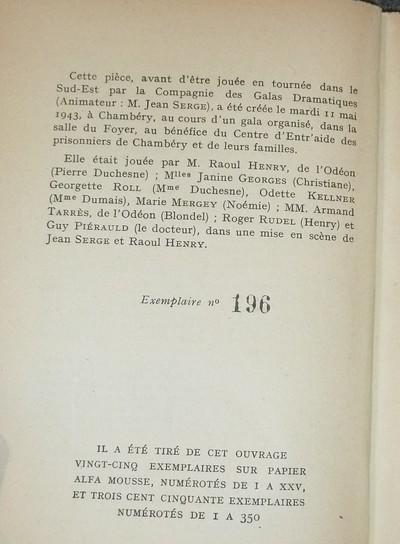 Cette pièce, avant d'être jouée en tournée dans le
Sud-Est par la Compagnie des Galas Dramatiques
(Animateur : M. Jean SERGE), a été créée le mardi 11 mai
1943, à Chambéry, au cours d'un gala organisé, dans la
salle du Foyer, au bénéfice du Centre d'Entr'aide des
prisonniers de Chambéry et de leurs familles.
Elle était jouée par M. Raoul HENRY, de l'Odéon
(Pierre Duchesne) ; Mlles Janine GEORGES (Christiane),
Georgette ROLL (Mme Duchesne), Odette KELLNER
(Mme Dumais), Marie MERGEY (Noémie) ; MM. Armand
TARRÈS, de l'Odéon (Blondel) ; Roger RUDEL (Henry) et
Guy PIÉRAULD (le docteur), dans une mise en scène de
Jean SERGE et Raoul HENRY.
Exemplaire nº 196
IL A ÉTÉ TIRÉ DE CET OUVRAGE
VINGT-CINQ EXEMPLAIRES SUR PAPIER
ALFA MOUSSE, NUMÉROTÉS DE I A XXV,
ET TROIS CENT CINQUANTE EXEMPLAIRES
NUMÉROTÉS DE 1 A 350